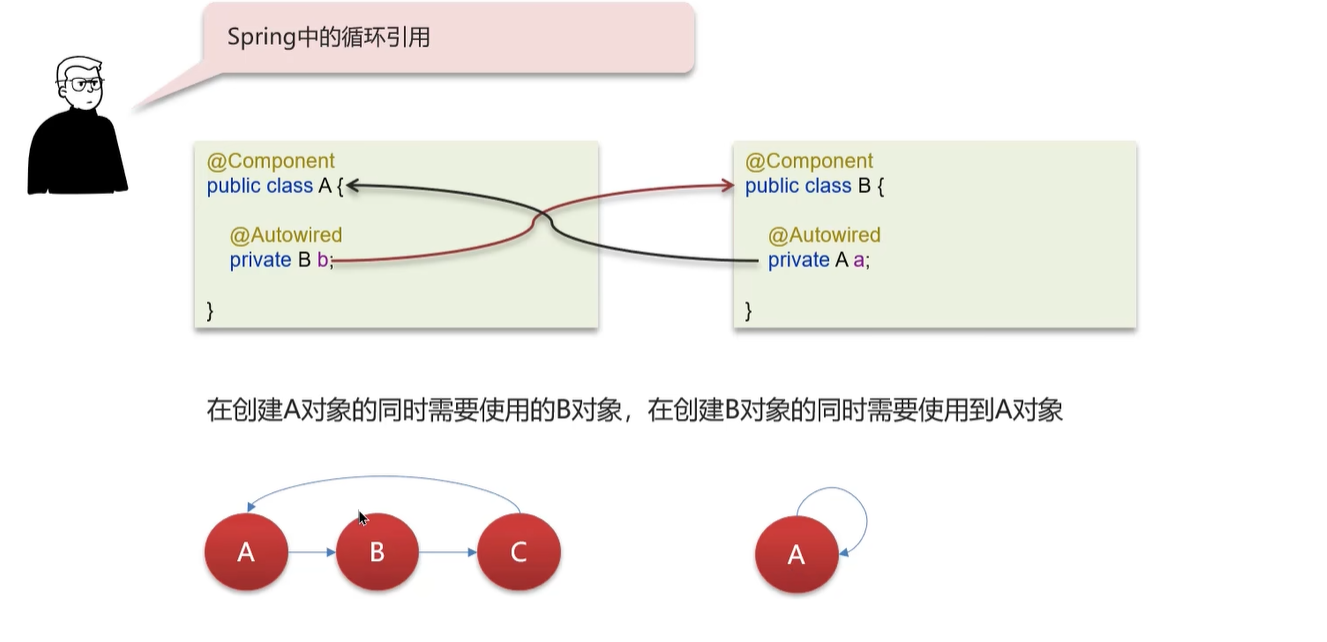 Spring中的循环引用
@Component
public class A {
@Autowired
private B b;
}
@Component
public class B {
@Autowired
private A a;
}
在创建A对象的同时需要使用的B对象，在创建B对象的同时需要使用到A对象
A
B
C
A